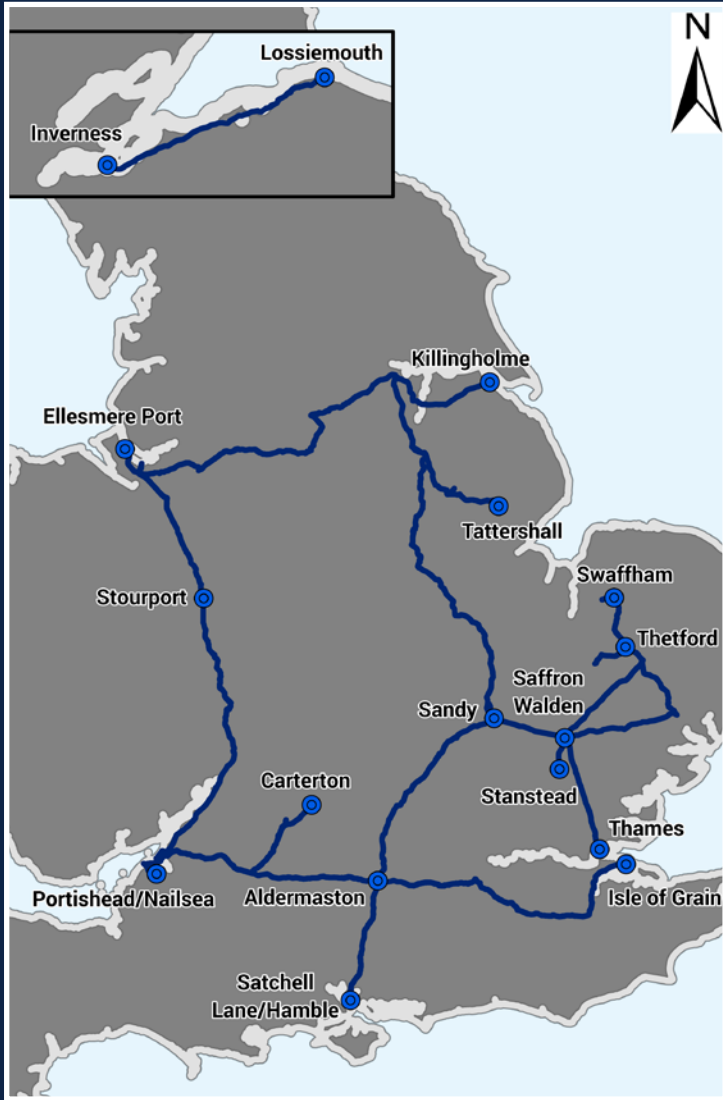 N
Lossiemouth
Inverness
Killingholme
Ellesmere Port
Tattershall
Swaffham
Stourport
Thetford
Saffron
Walden
Sandy
Carterton
Stanstead
Thames
Portishead/Nailsea
Aldermaston
Isle of Grain
Satchell
Lane/Hamble